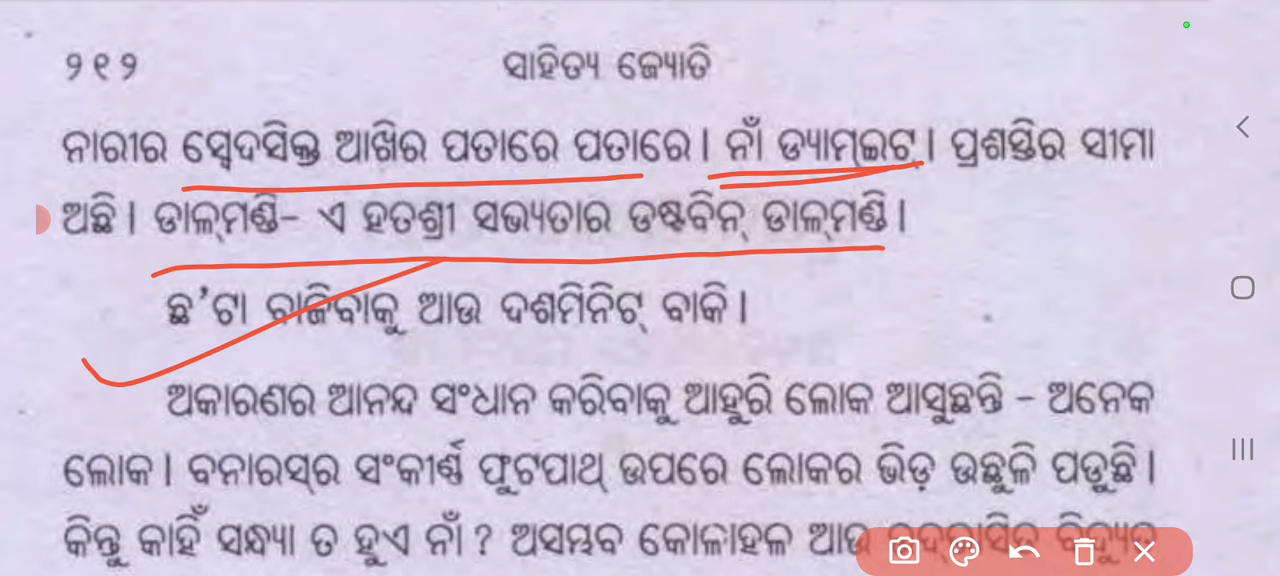 ୨୧୨ ସାହିତ୍ୟ ଜ୍ୟୋତି
ନାରୀର ସ୍ୱେଦସିକ୍ତ ଆଖିର ପତାରେ ପତାରେ । ନାଁ ଡ୍ୟାମ୍‌ଇଟ୍ । ପ୍ରଶସ୍ତିର ସୀମା
ଅଛି । ଡାଲ୍‌ମଣ୍ଡି– ଏ ହତଶ୍ରୀ ସଭ୍ୟତାର ଡଷ୍ଟବିନ୍ ଡାଲ୍‌ମଣ୍ଡି ।
ଛ'ଟା ବାଜିବାକୁ ଆଉ ଦଶମିନିଟ୍ ବାକି ।
ଅକାରଣର ଆନନ୍ଦ ସଂଧାନ କରିବାକୁ ଆହୁରି ଲୋକ ଆସୁଛନ୍ତି – ଅନେକ
ଲୋକ । ବନାରସ୍‌ର ସଂକୀର୍ଣ୍ଣ ଫୁଟପାଥ୍ ଉପରେ ଲୋକର ଭିଡ଼ ଉଛୁଳି ପଡ଼ୁଛି ।
କିନ୍ତୁ କାହିଁ ସନ୍ଧ୍ୟା ତ ହୁଏ ନାଁ ? ଅସମ୍ଭବ କୋଳାହଳ ଆଉ